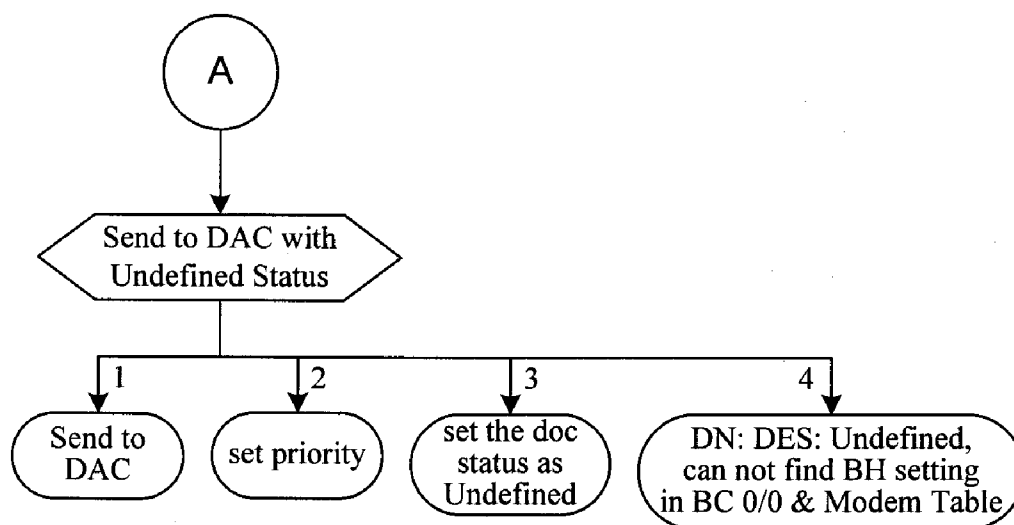 A
Send to DAC with
Undefined Status
1
2
3
4
Send to
DAC
set priority
set the doc
status as
Undefined
DN: DES: Undefined,
can not find BH setting
in BC 0/0 & Modem Table